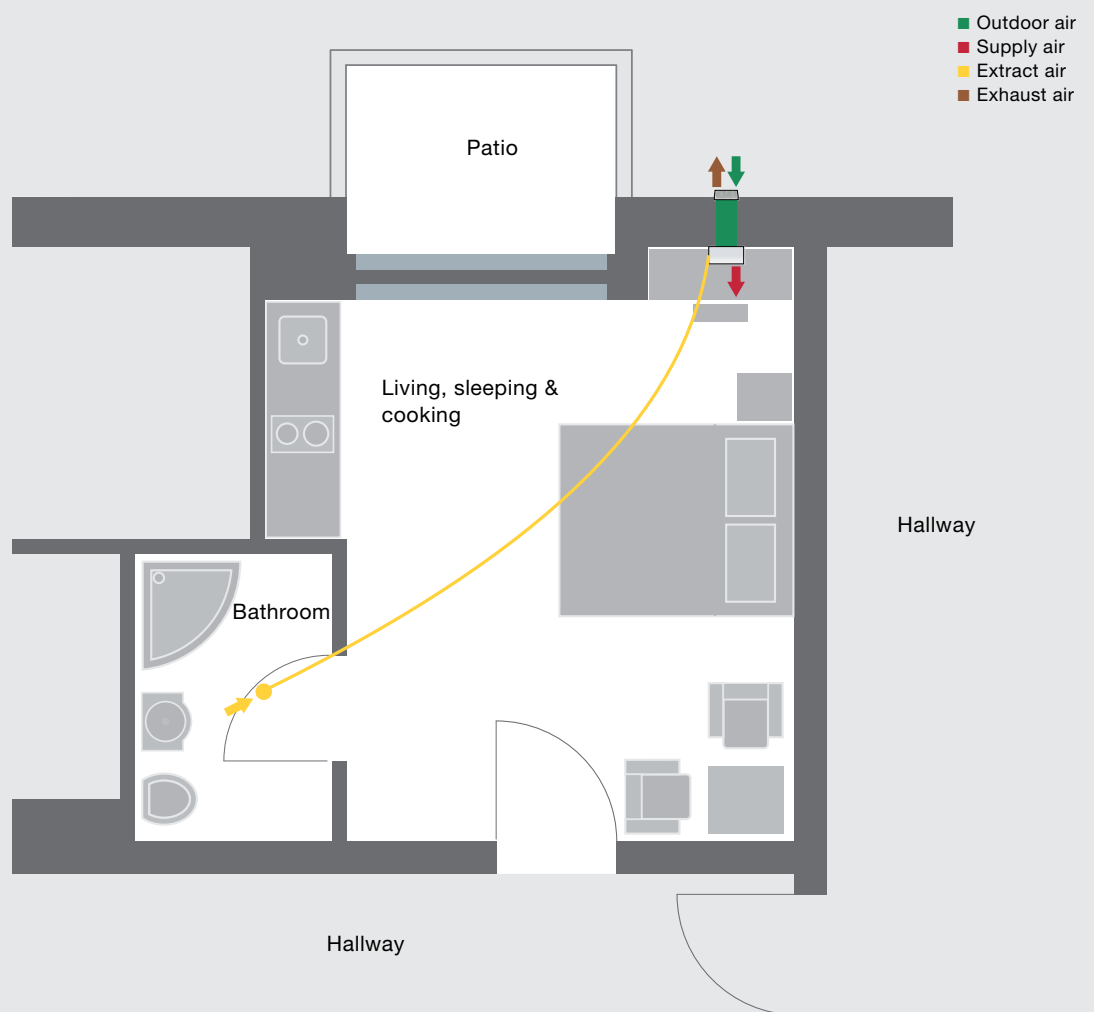 Outdoor air
Supply air
Extract air
Exhaust air
Patio
Living, sleeping &
cooking
Hallway
Bathroom
Hallway